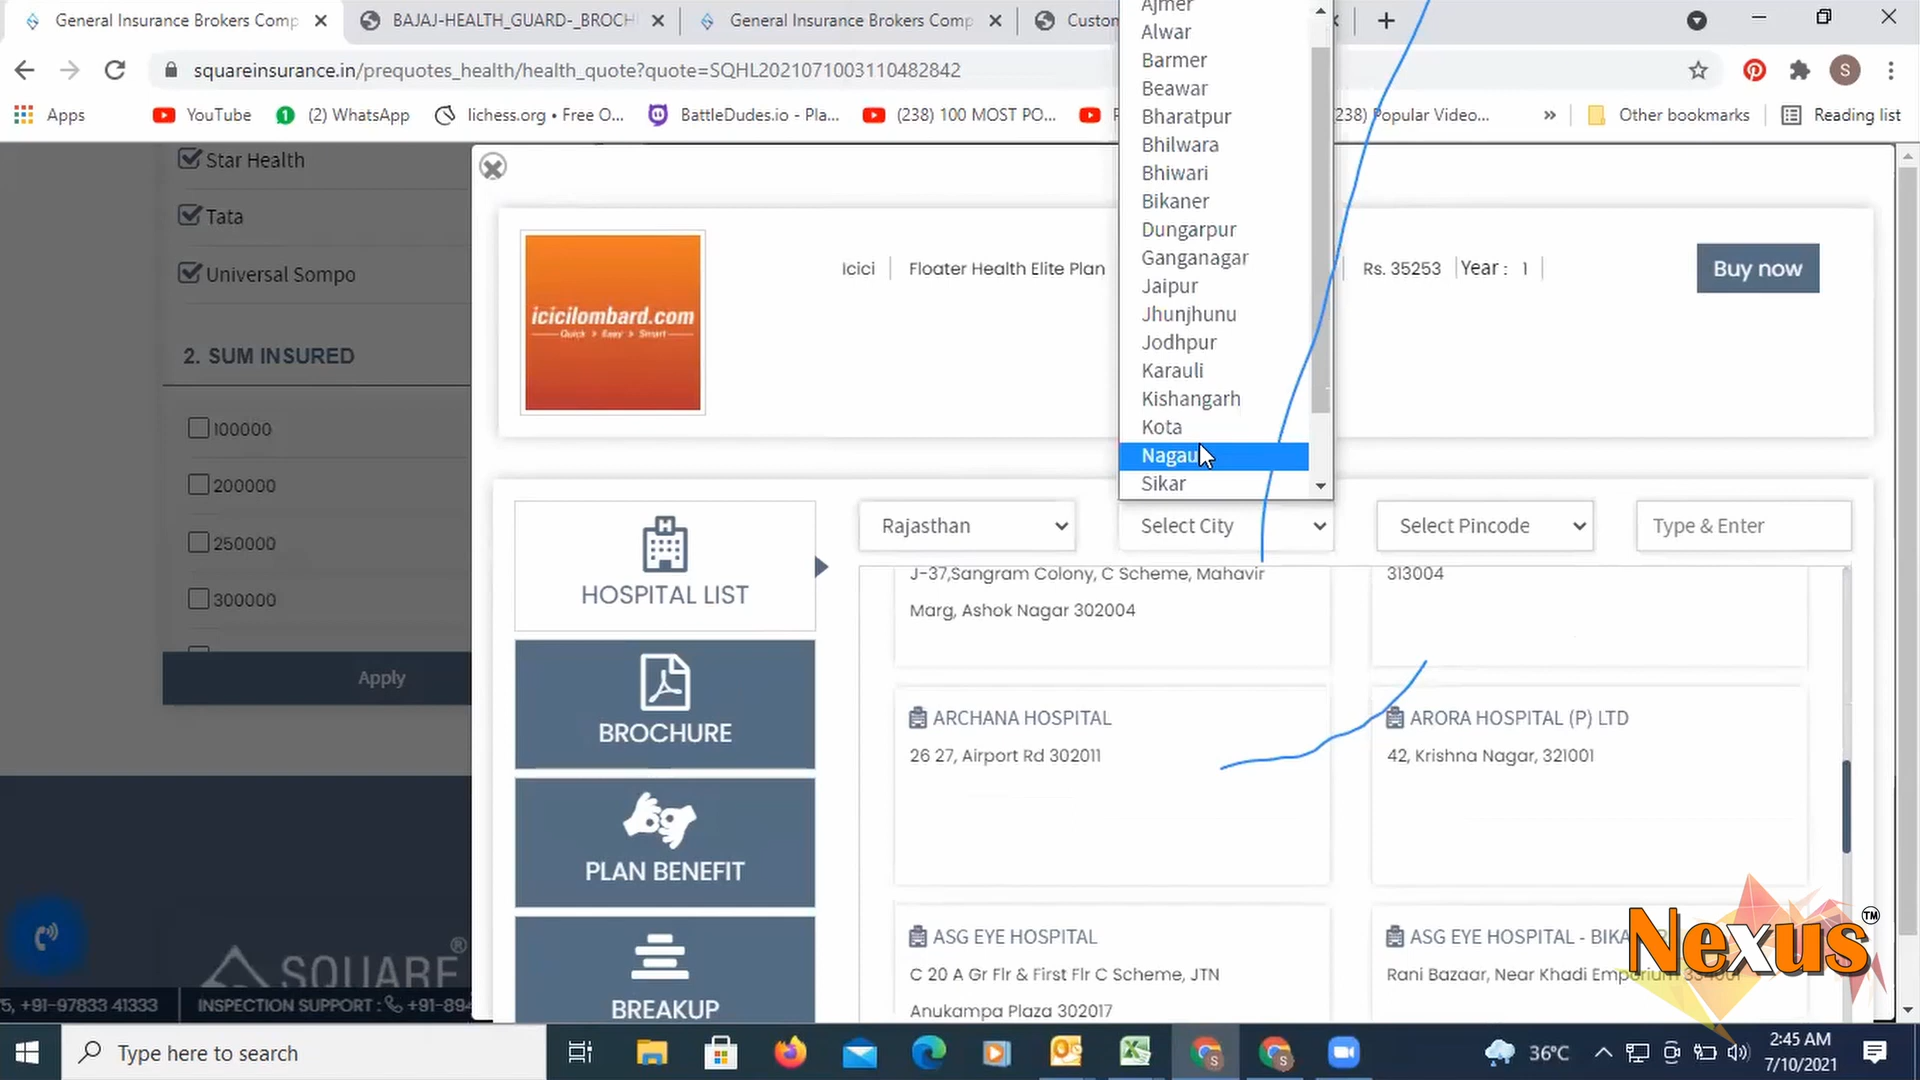 General Insurance Brokers Comp
BAJAJ-HEALTH_GUARD-_BROCH
General Insurance Brokers Comp
Custom
squareinsurance.in/prequotes_health/health_quote?quote=SQHL2021071003110482842
S
Apps
YouTube
1
(2) WhatsApp
lichess.org • Free O...
BattleDudes.io - Pla...
(238) 100 MOST PO...
238) Popular Video...
»
Other bookmarks
Reading list
Ajmer
Alwar
Barmer
Beawar
Bharatpur
Bhilwara
Bhiwari
Bikaner
Dungarpur
Ganganagar
Jaipur
Jhunjhunu
Jodhpur
Karauli
Kishangarh
Kota
Nagau
Sikar
Star Health
Tata
Universal Sompo
2. SUM INSURED
100000
200000
250000
300000
Apply
icicilombard.com
Quick > Easy > Smart
Icici
Floater Health Elite Plan
Rs. 35253
Year : 1
Buy now
HOSPITAL LIST
BROCHURE
PLAN BENEFIT
BREAKUP
Rajasthan
Select City
Select Pincode
Type & Enter
J-37,Sangram Colony, C Scheme, Mahavir
Marg, Ashok Nagar 302004
313004
ARCHANA HOSPITAL
26 27, Airport Rd 302011
ARORA HOSPITAL (P) LTD
42, Krishna Nagar, 321001
ASG EYE HOSPITAL
C 20 A Gr Flr & First Flr C Scheme, JTN
Anukampa Plaza 302017
ASG EYE HOSPITAL - BIKA
Rani Bazaar, Near Khadi Emporium 334001
Nexus™
SQUARE®
5, +91-97833 41333
INSPECTION SUPPORT : +91-894
Type here to search
36°C
2:45 AM
7/10/2021